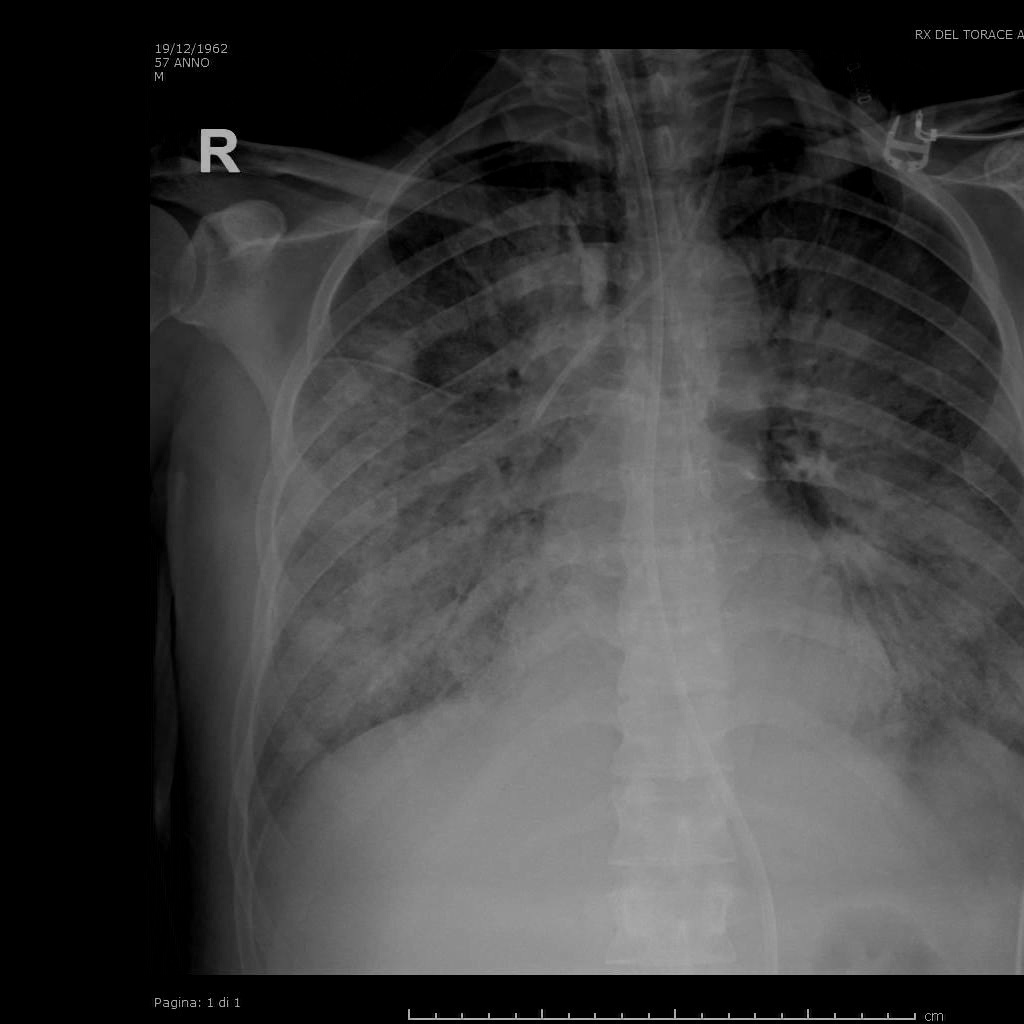 19/12/1962
57 ANNO
M
RX DEL TORACE A
R
Pagina: 1 di 1
cm